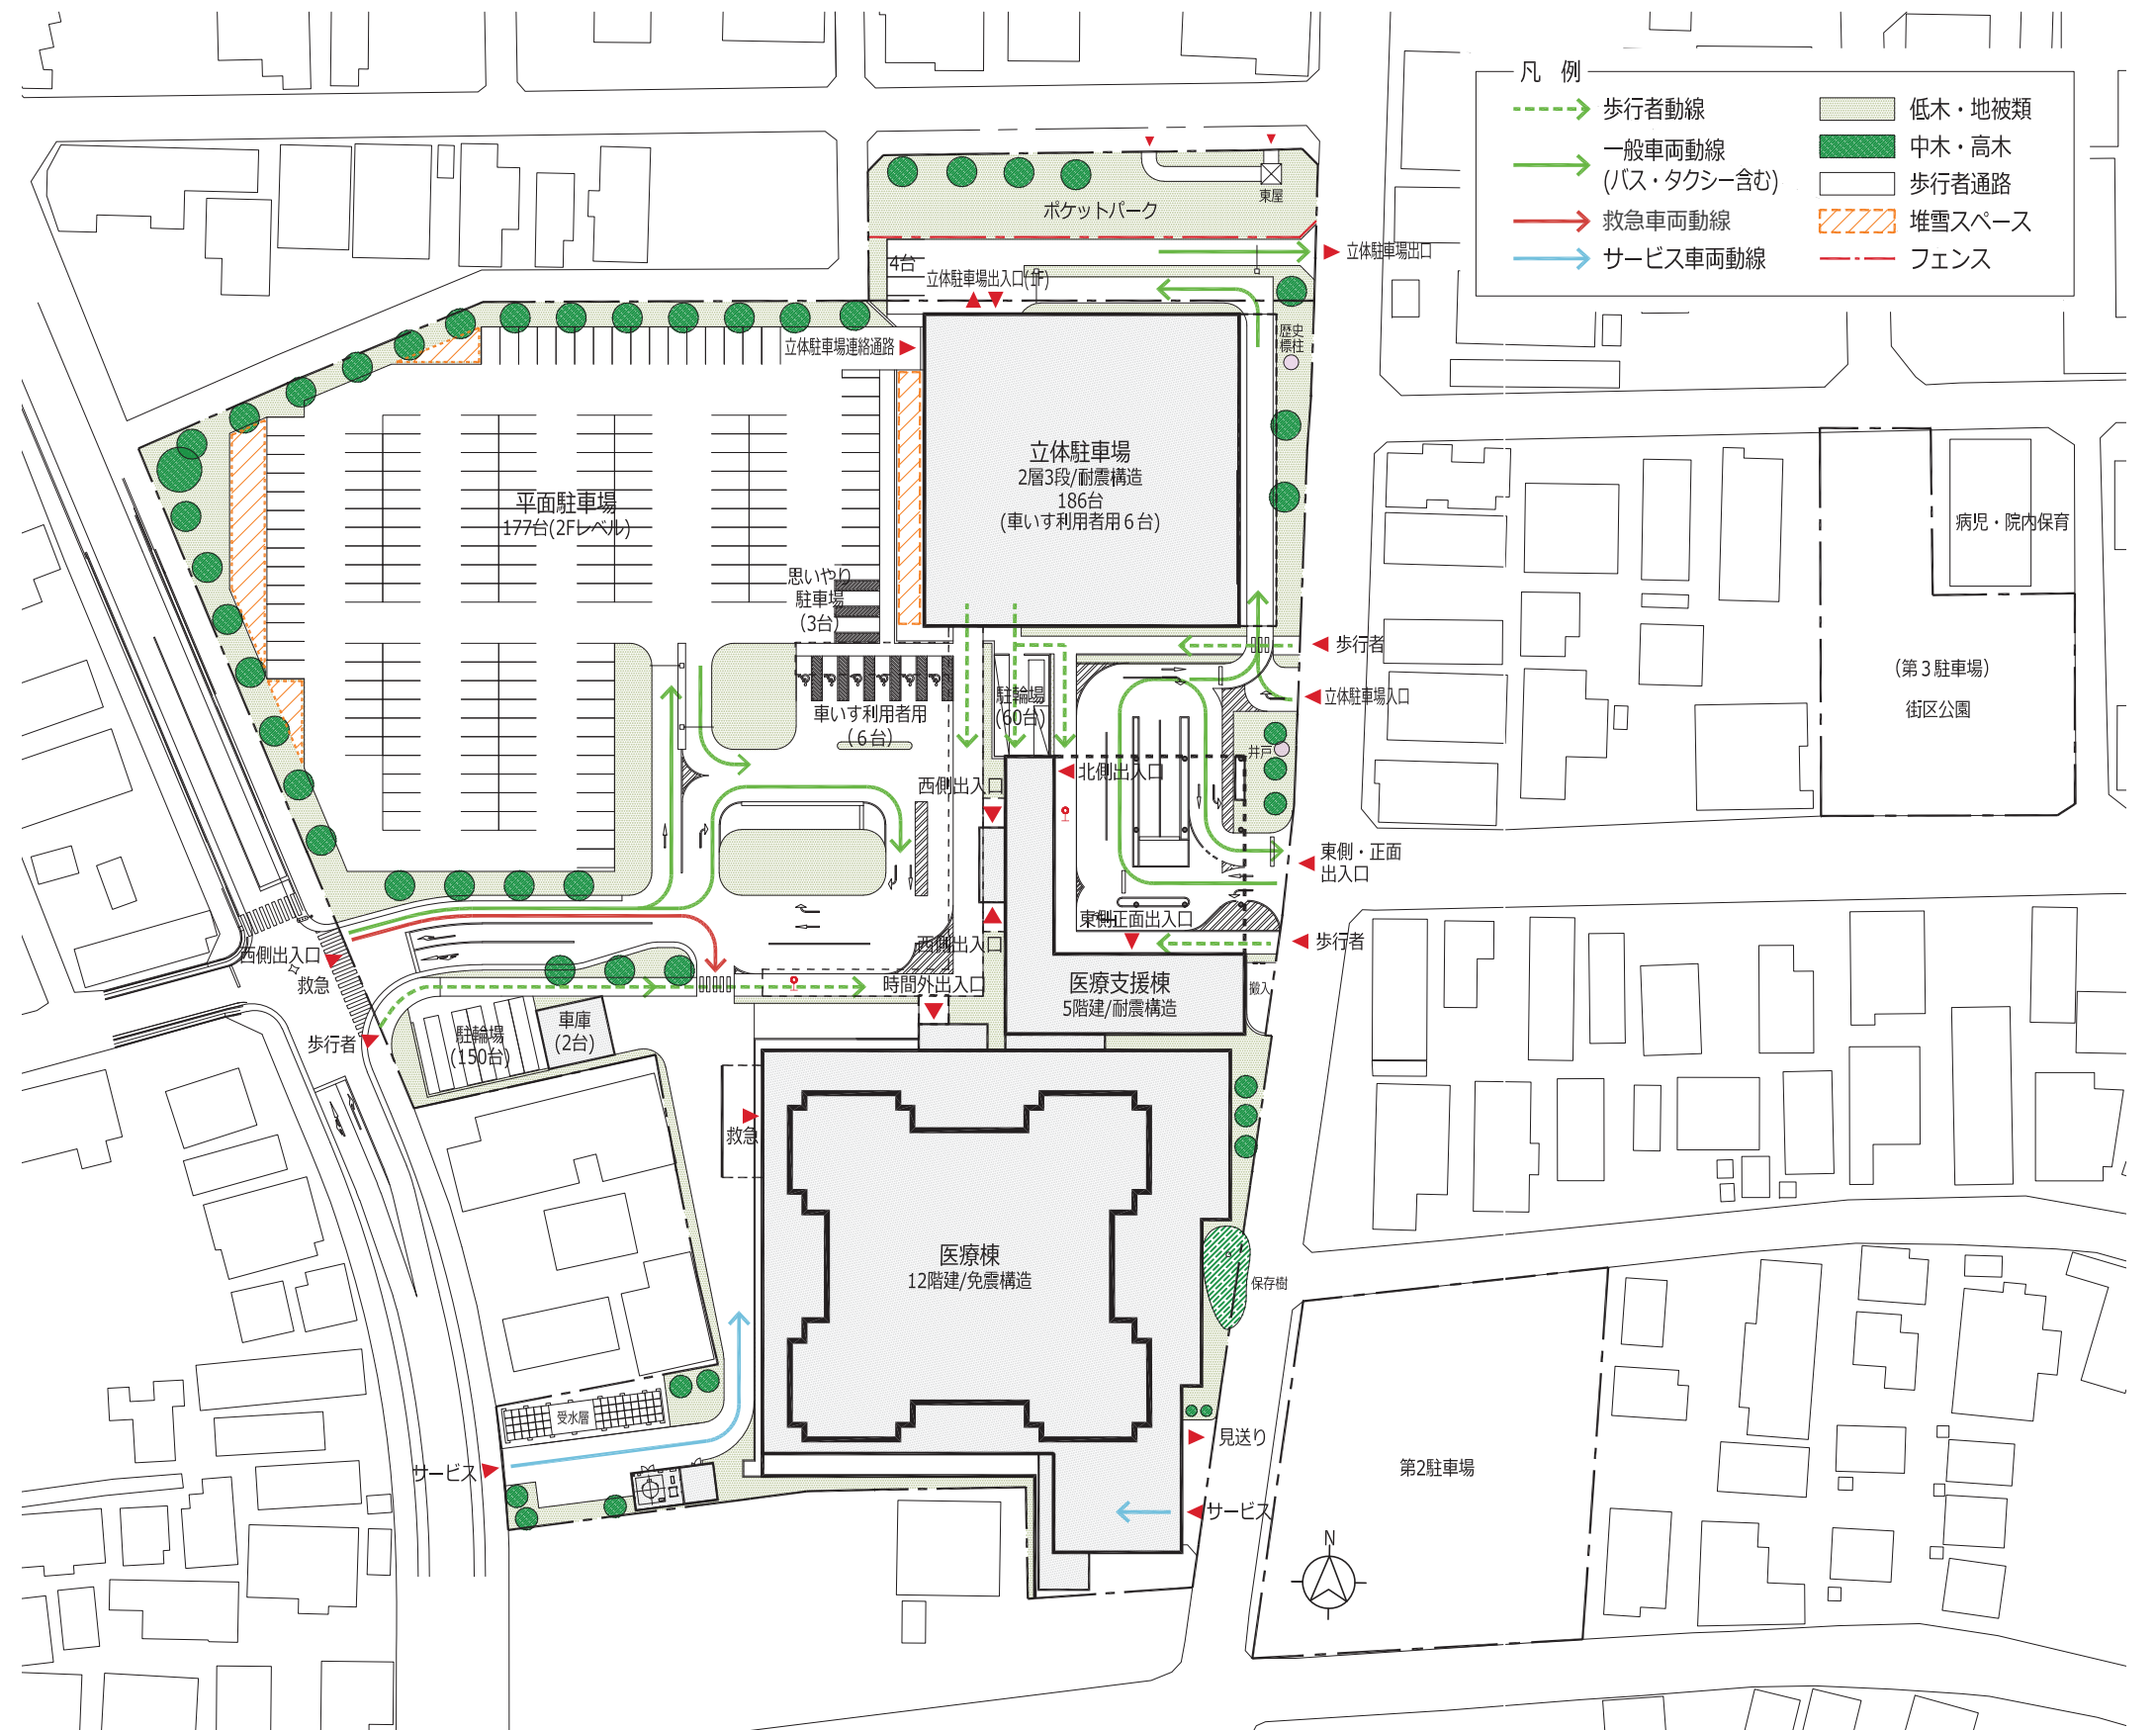 凡 例
歩行者動線
一般車両動線
(バス・タクシー含む)
救急車両動線
サービス車両動線
低木・地被類
中木・高木
歩行者通路
堆雪スペース
フェンス
東屋
ポケットパーク
立体駐車場出口
4台
立体駐車場出入口(1F)
歴史
標柱
立体駐車場連絡通路
立体駐車場
2層3段/耐震構造
186台
(車いす利用者用6台)
平面駐車場
177台(2Fレベル)
思いやり
駐車場
(3台)
車いす利用者用
(6台)
駐輪場
(60台)
歩行者
立体駐車場入口
井戸
西側出入口
北側出入口
東側・正面
出入口
東側正面出入口
西側出入口
歩行者
西側出入口
救急
時間外出入口
医療支援棟
5階建/耐震構造
搬入
歩行者
駐輪場
(150台)
車庫
(2台)
救急
医療棟
12階建/免震構造
保存樹
受水層
サービス
見送り
サービス
病児・院内保育
(第3駐車場)
街区公園
第2駐車場
N